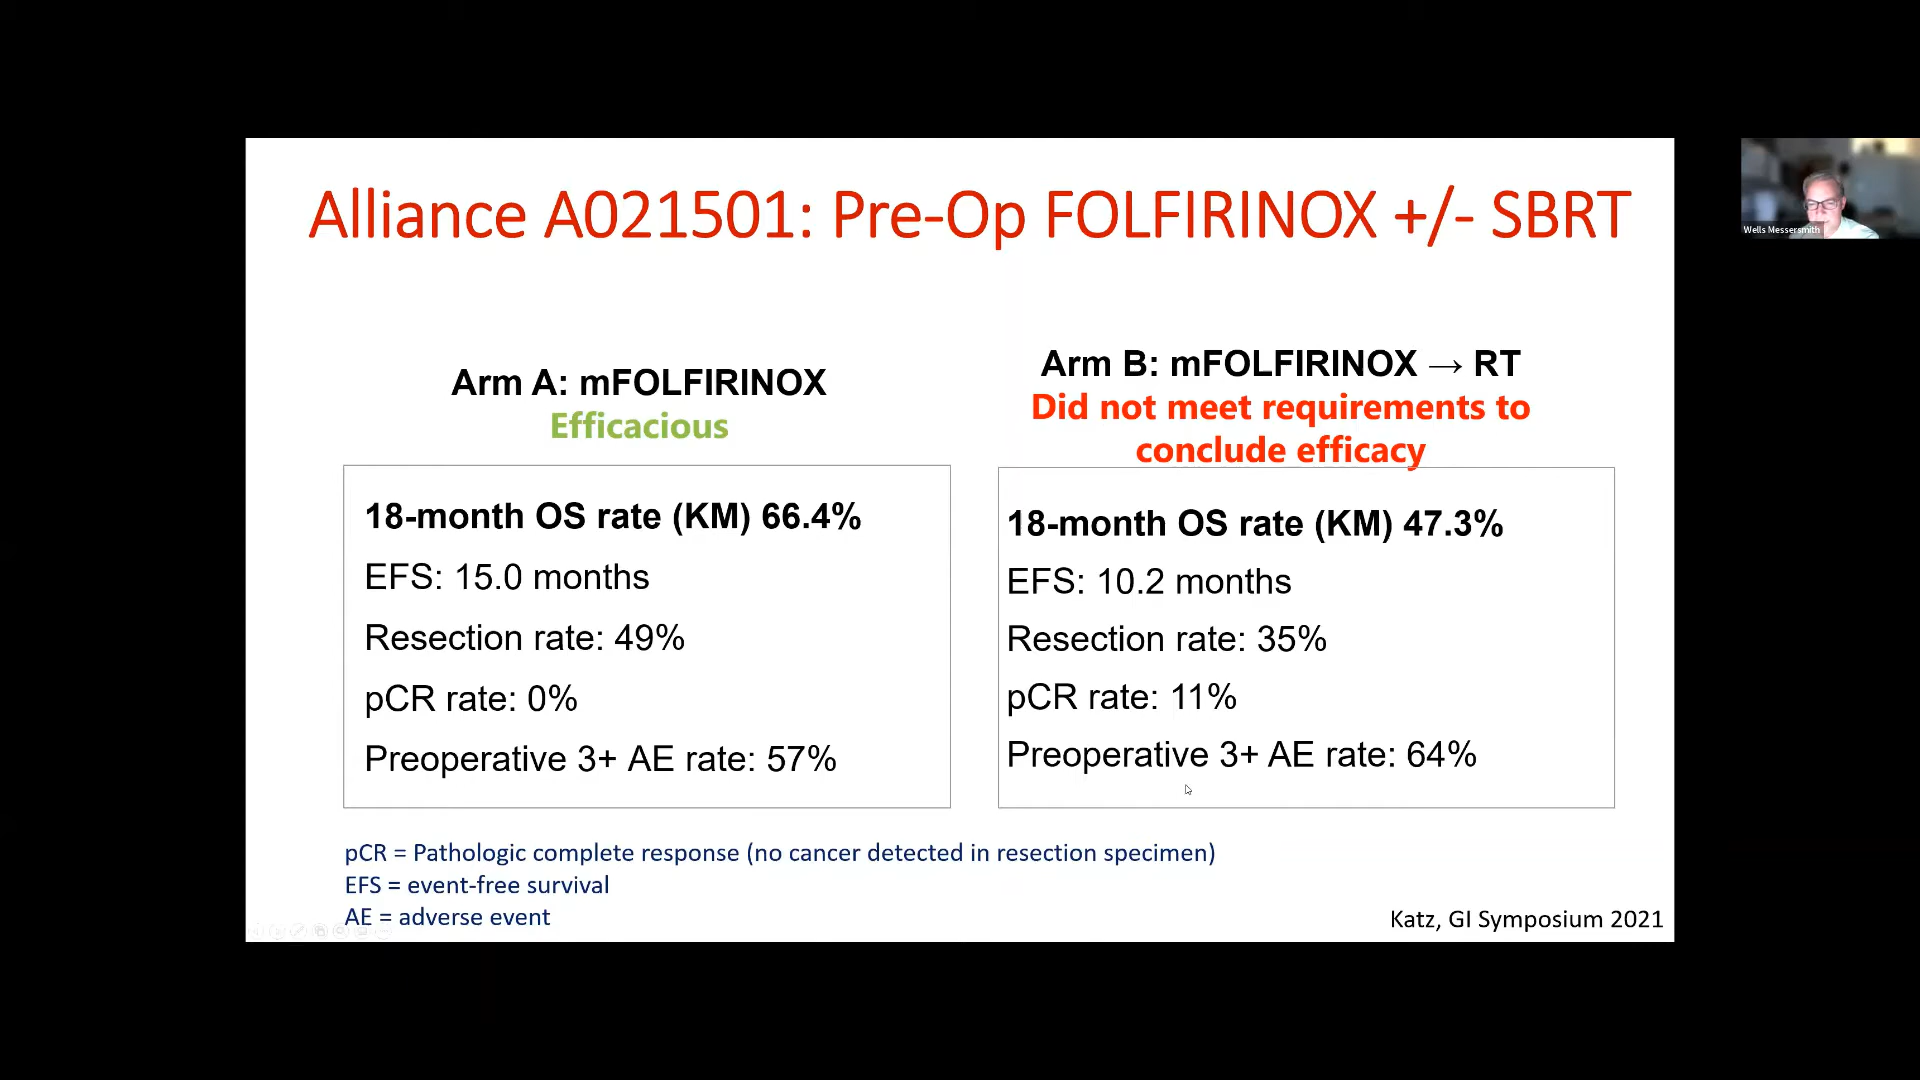 Alliance A021501: Pre-Op FOLFIRINOX +/- SBRT
Wells Messersmith
Arm A: mFOLFIRINOX
Efficacious
18-month OS rate (KM) 66.4%
EFS: 15.0 months
Resection rate: 49%
pCR rate: 0%
Preoperative 3+ AE rate: 57%
Arm B: mFOLFIRINOX → RT
Did not meet requirements to
conclude efficacy
18-month OS rate (KM) 47.3%
EFS: 10.2 months
Resection rate: 35%
pCR rate: 11%
Preoperative 3+ AE rate: 64%
pCR = Pathologic complete response (no cancer detected in resection specimen)
EFS = event-free survival
AE = adverse event
Katz, GI Symposium 2021